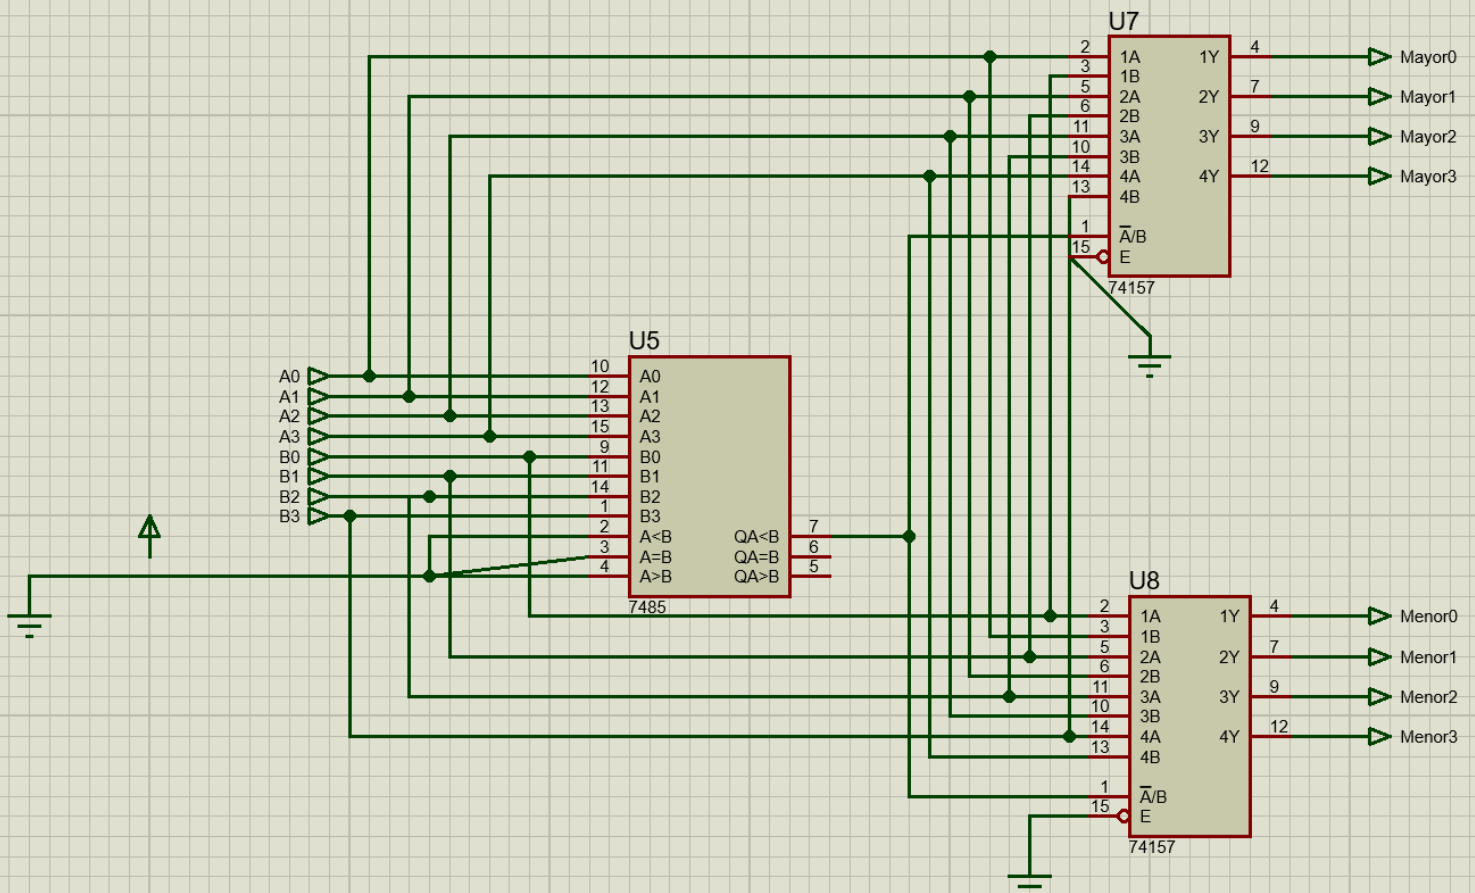 U7
2 1A 1Y 4 Mayor0
3 1B
5 2A 2Y 7 Mayor1
6 2B
11 3A 3Y 9 Mayor2
10 3B
14 4A 4Y 12 Mayor3
13 4B
1 A/B
15 E
74157
U5
A0 10 A0
A1 12 A1
A2 13 A2
A3 15 A3
B0 9 B0
B1 11 B1
B2 14 B2
B3 1 B3
2 A<B QA<B 7
3 A=B QA=B 6
4 A>B QA>B 5
7485
U8
2 1A 1Y 4 Menor0
3 1B
5 2A 2Y 7 Menor1
6 2B
11 3A 3Y 9 Menor2
10 3B
14 4A 4Y 12 Menor3
13 4B
1 A/B
15 E
74157